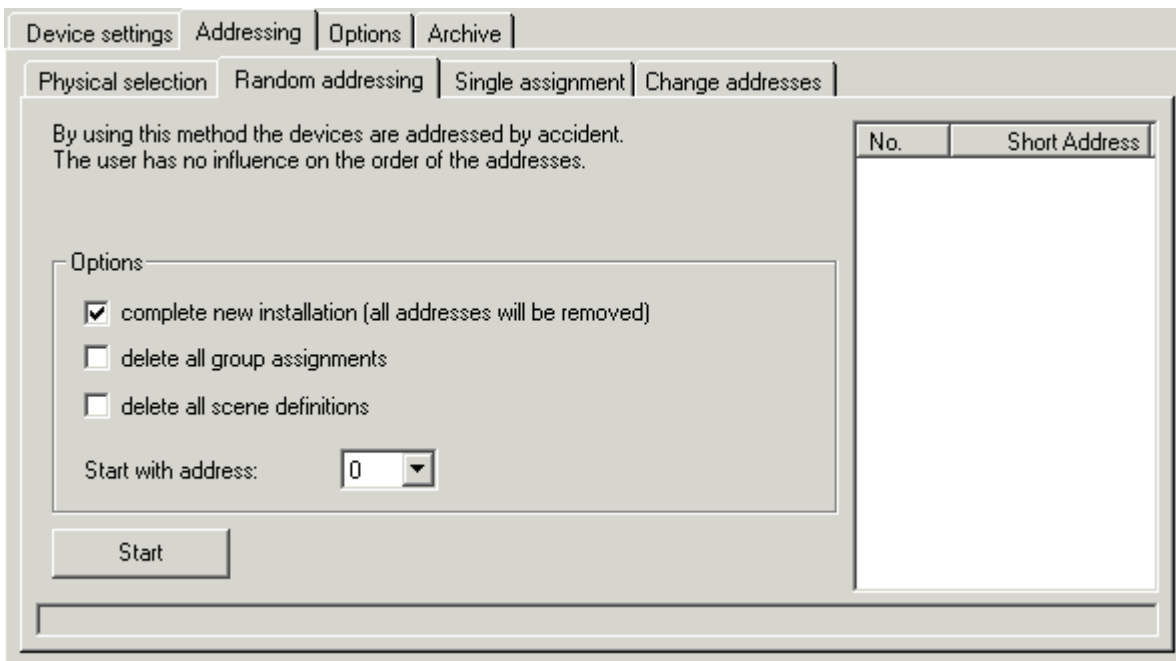 Device settings Addressing Options Archive
Physical selection Random addressing Single assignment Change addresses
By using this method the devices are addressed by accident.
The user has no influence on the order of the addresses.
No. Short Address
Options
complete new installation (all addresses will be removed)
delete all group assignments
delete all scene definitions
Start with address: 0
Start